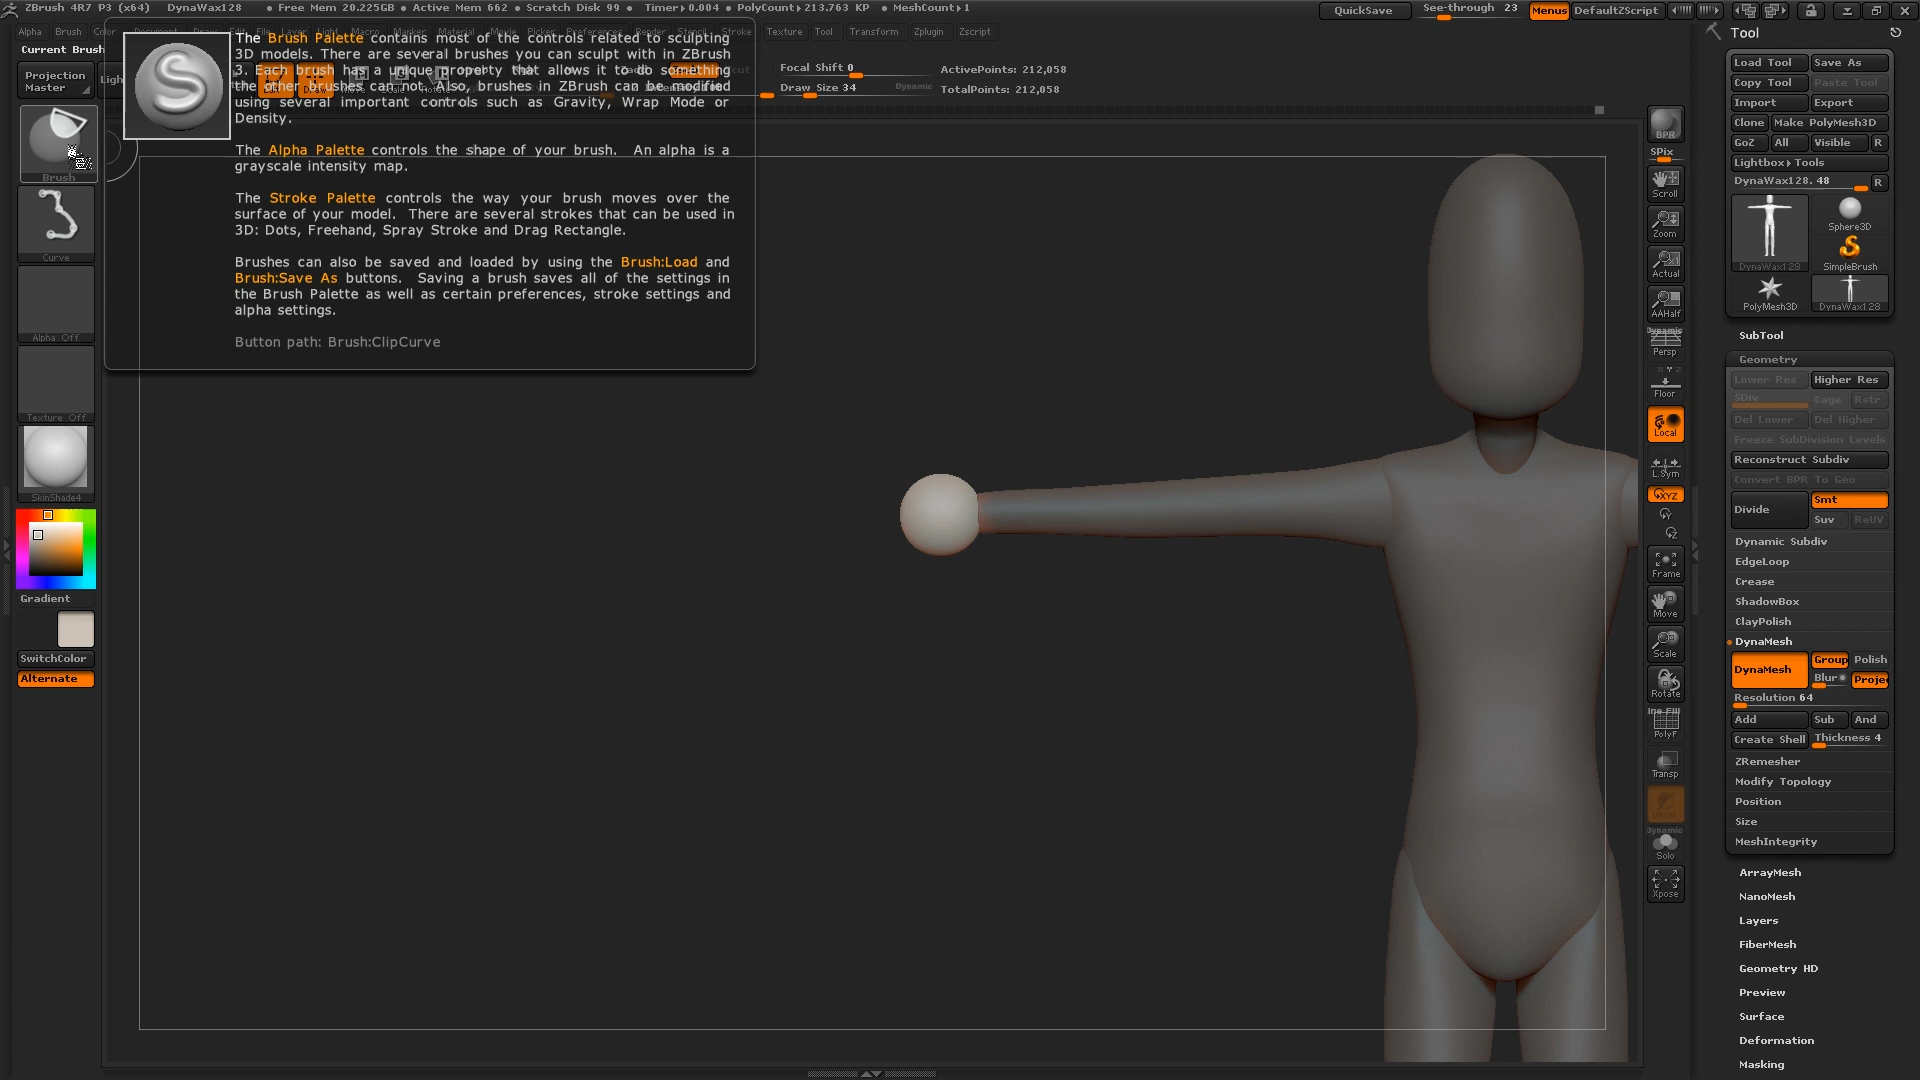 ZBrush 4R7 P3 (x64) DynaWax128 • Free Mem 20.225GB • Active Mem 662 • Scratch Disk 99 • Timer▸0.004 • PolyCount▸213.763 KP • MeshCount▸1
QuickSave See-through 23 Menus DefaultZScript
Alpha Brush Color Texture Tool Transform Zplugin Zscript
Current Brush
Projection Master
Focal Shift 0
Draw Size 34
Dynamic
ActivePoints: 212,058
TotalPoints: 212,058
The Brush Palette contains most of the controls related to sculpting
3D models. There are several brushes you can sculpt with in ZBrush
3. Each brush has a unique property that allows it to do something
the other brushes can not. Also, brushes in ZBrush can be modified
using several important controls such as Gravity, Wrap Mode or
Density.
The Alpha Palette controls the shape of your brush. An alpha is a
grayscale intensity map.
The Stroke Palette controls the way your brush moves over the
surface of your model. There are several strokes that can be used in
3D: Dots, Freehand, Spray Stroke and Drag Rectangle.
Brushes can also be saved and loaded by using the Brush:Load and
Brush:Save As buttons. Saving a brush saves all of the settings in
the Brush Palette as well as certain preferences, stroke settings and
alpha settings.
Button path: Brush:ClipCurve
Brush
Curve
Alpha Off
Texture Off
SkinShade4
Gradient
SwitchColor
Alternate
BPR
SPix
Scroll
Zoom
Actual
AAHalf
Dynamic
Persp
Floor
Local
L.Sym
XYZ
Frame
Move
Scale
Rotate
PolyF
Transp
Dynamic
Solo
Xpose
Tool
Load Tool Save As
Copy Tool Paste Tool
Import Export
Clone Make PolyMesh3D
GoZ All Visible R
Lightbox▸Tools
DynaWax128. 48 R
DynaWax128
Sphere3D
SimpleBrush
PolyMesh3D
DynaWax128
SubTool
Geometry
Lower Res Higher Res
SDiv Cage Rstr
Del Lower Del Higher
Freeze SubDivision Levels
Reconstruct Subdiv
Convert BPR To Geo
Divide Smt
Suv ReUV
Dynamic Subdiv
EdgeLoop
Crease
ShadowBox
ClayPolish
DynaMesh
DynaMesh Group Polish
Blur Proje
Resolution 64
Add Sub And
Create Shell Thickness 4
ZRemesher
Modify Topology
Position
Size
MeshIntegrity
ArrayMesh
NanoMesh
Layers
FiberMesh
Geometry HD
Preview
Surface
Deformation
Masking